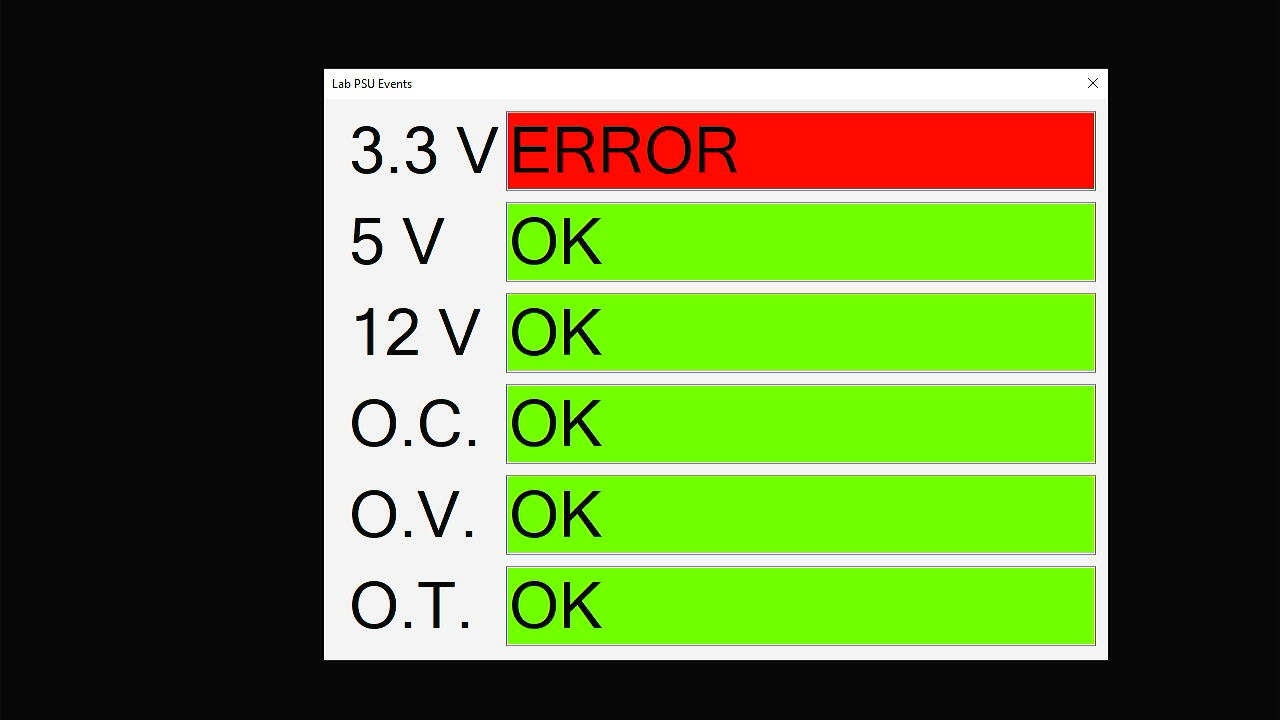 Lab PSU Events
3.3 V ERROR
5 V OK
12 V OK
O.C. OK
O.V. OK
O.T. OK